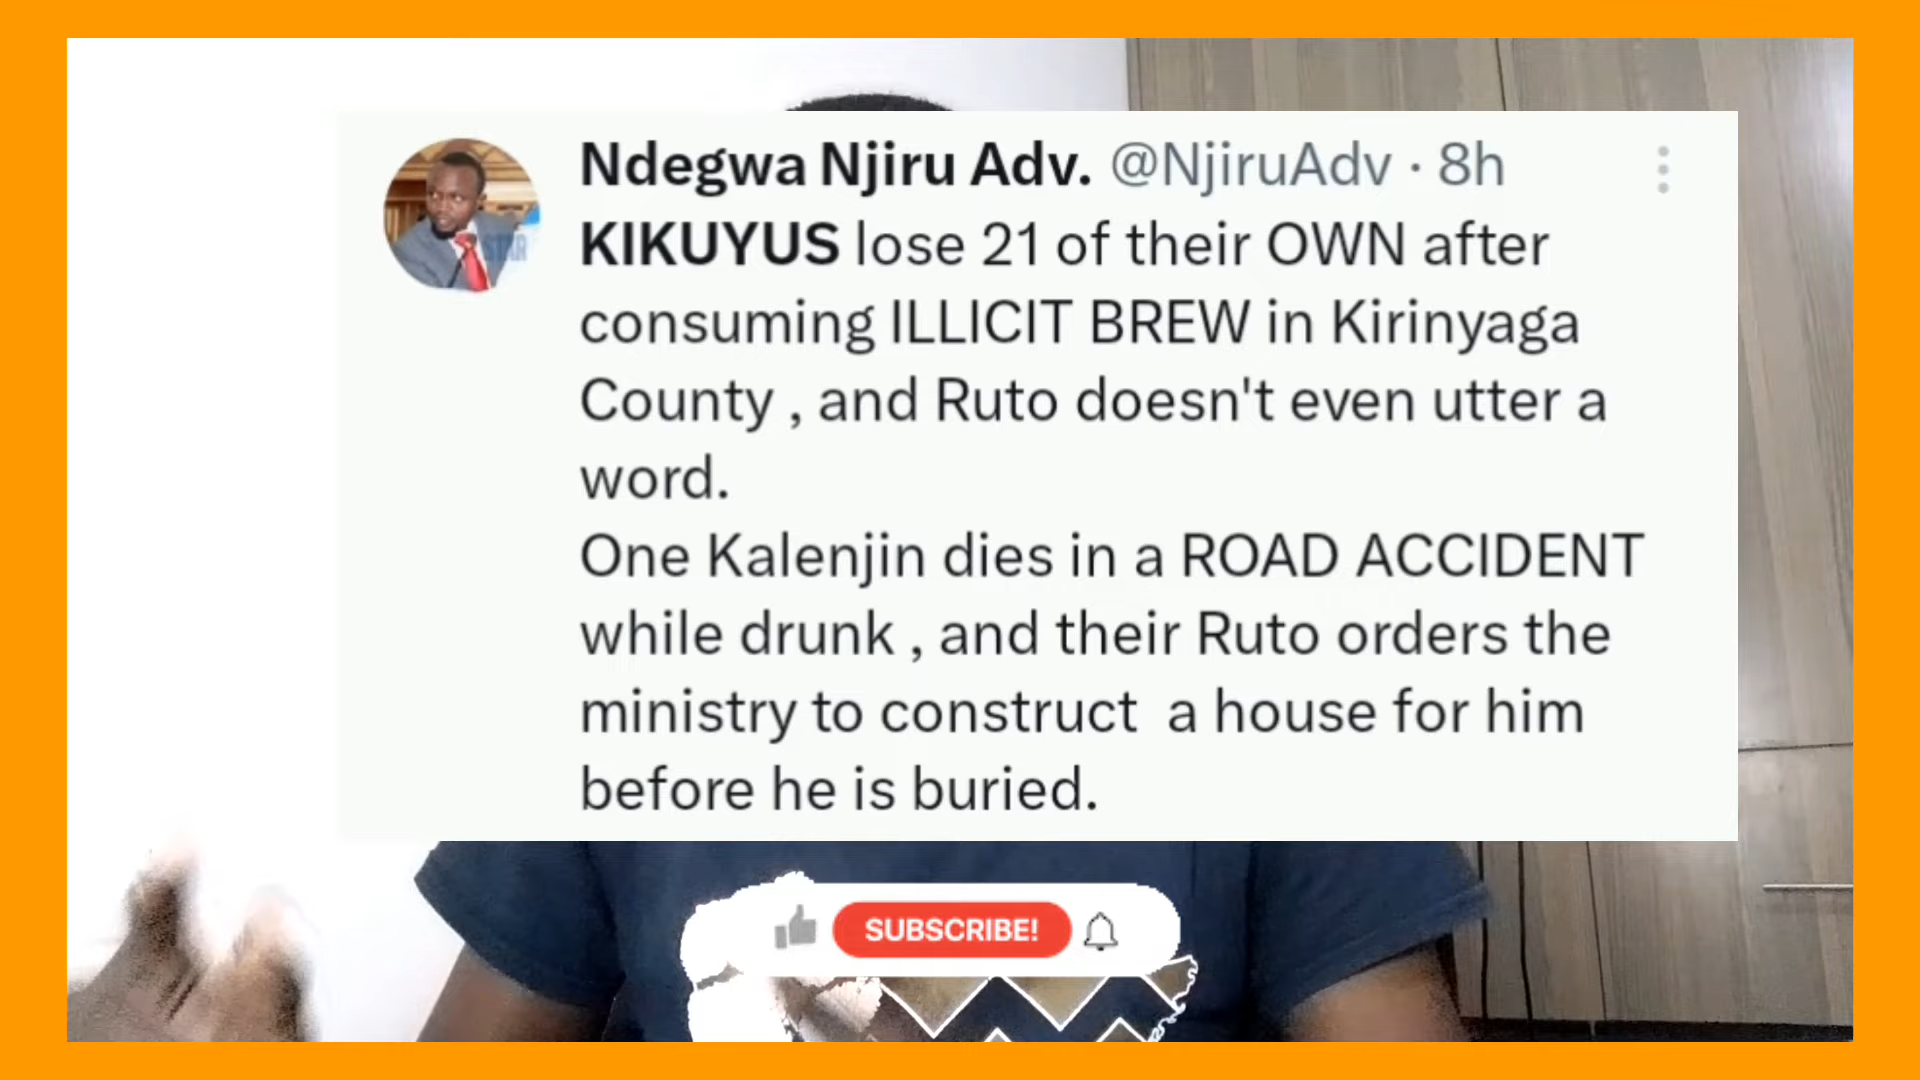 Ndegwa Njiru Adv. @NjiruAdv · 8h
KIKUYUS lose 21 of their OWN after
consuming ILLICIT BREW in Kirinyaga
County , and Ruto doesn't even utter a
word.
One Kalenjin dies in a ROAD ACCIDENT
while drunk , and their Ruto orders the
ministry to construct  a house for him
before he is buried.
STAR
SUBSCRIBE!